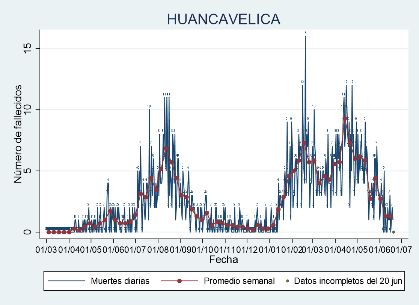 HUANCAVELICA
Número de fallecidos
15
10
5
0
01/03 01/04 01/05 01/06 01/07 01/08 01/09 01/10 01/11 01/12 01/01 01/02 01/03 01/04 01/05 01/06 01/07
Fecha
Muertes diarias Promedio semanal Datos incompletos del 20 jun